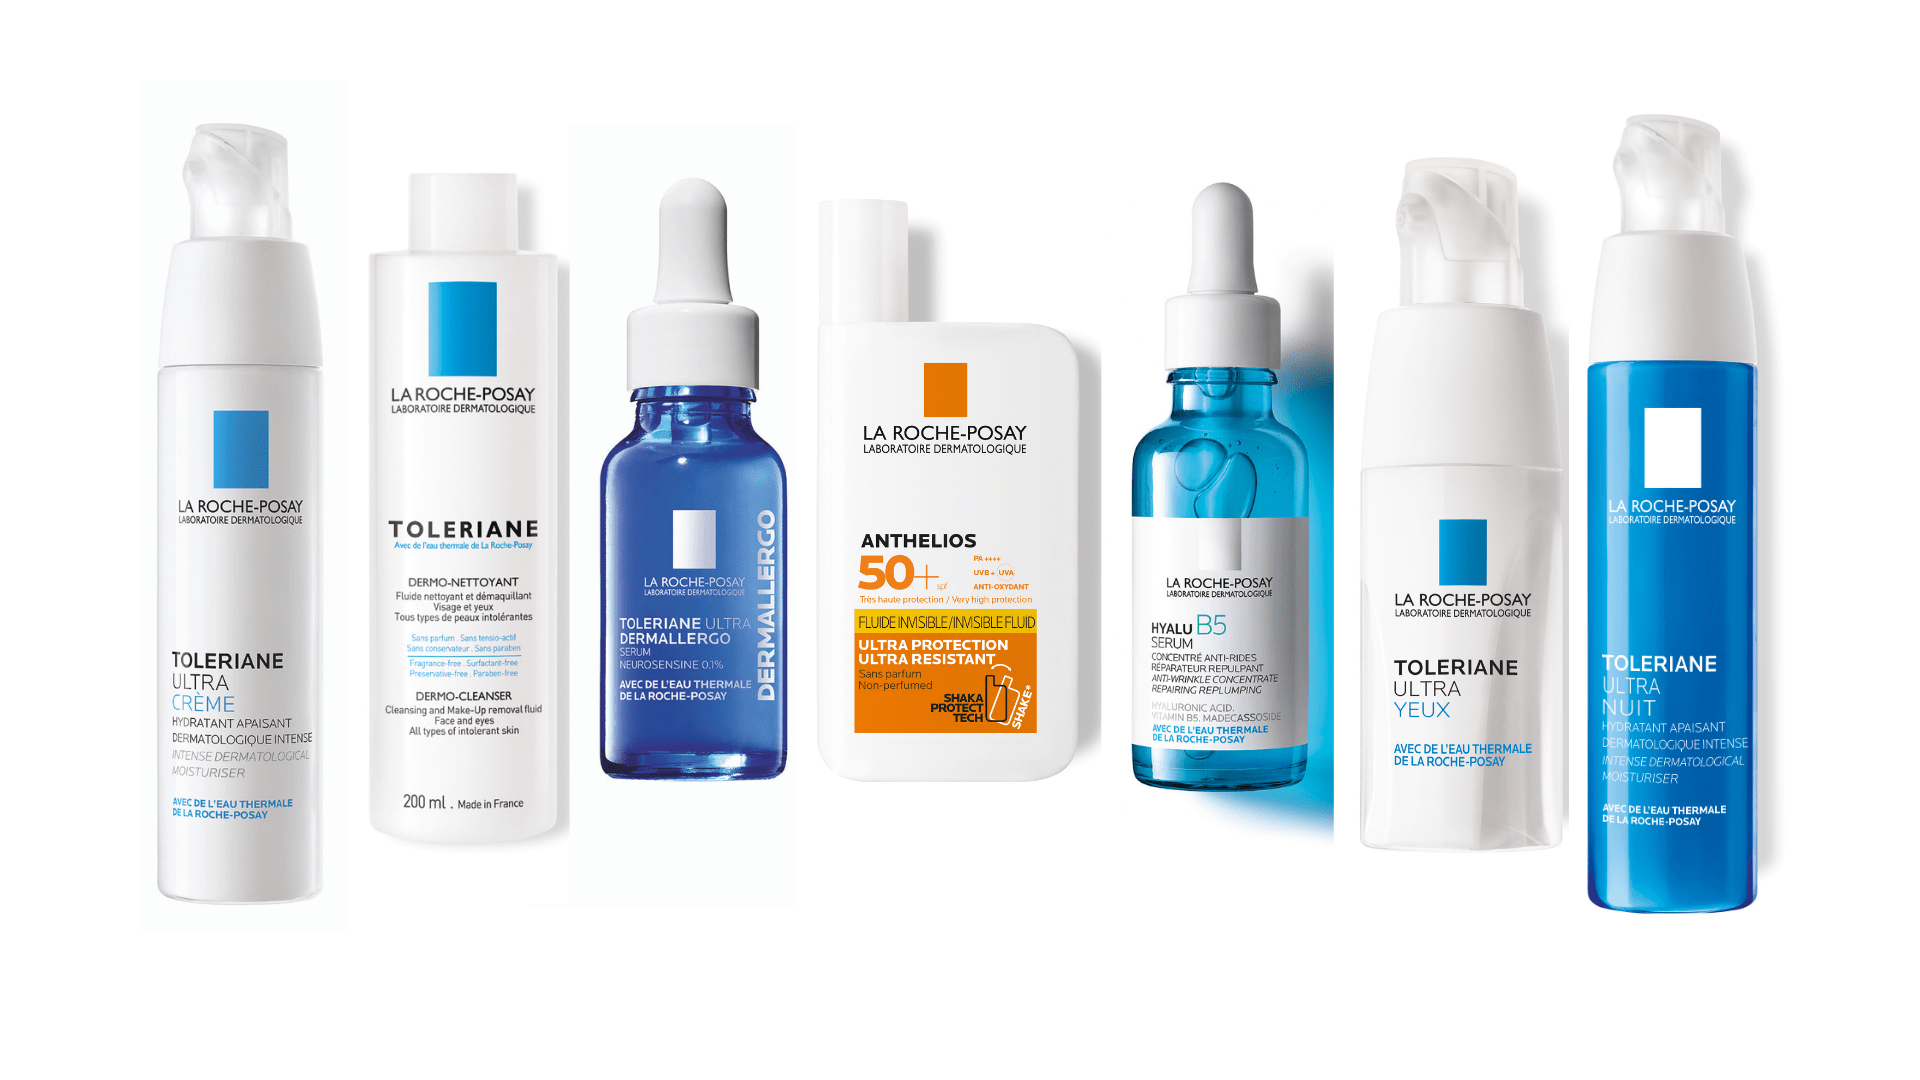 LA ROCHE-POSAY
LABORATOIRE DERMATOLOGIQUE
TOLERIANE
ULTRA
CRÈME
HYDRATANT APAISANT
DERMATOLOGIQUE INTENSE
INTENSE DERMATOLOGICAL
MOISTURISER
AVEC DE L'EAU THERMALE
DE LA ROCHE-POSAY
LA ROCHE-POSAY
LABORATOIRE DERMATOLOGIQUE
TOLERIANE
Avec de l'eau thermale de La Roche-Posay
DERMO-NETTOYANT
Fluide nettoyant et démaquillant
Visage et yeux
Tous types de peaux intolérantes
Sans parfum . Sans tensio-actif
Sans conservateur . Sans paraben
Fragrance-free . Surfactant-free
Preservative-free . Paraben-free
DERMO-CLEANSER
Cleansing and Make-Up removal fluid
Face and eyes
All types of intolerant skin
200 ml . Made in France
LA ROCHE-POSAY
LABORATOIRE DERMATOLOGIQUE
TOLERIANE ULTRA
DERMALLERGO
SERUM
NEUROSENSINE 0,1%
AVEC DE L'EAU THERMALE
DE LA ROCHE-POSAY
DERMALLERGO
LA ROCHE-POSAY
LABORATOIRE DERMATOLOGIQUE
ANTHELIOS
50+ spf
PA ++++
UVB + UVA
ANTI-OXYDANT
Très haute protection / Very high protection
FLUIDE INVISIBLE/INVISIBLE FLUID
ULTRA PROTECTION
ULTRA RESISTANT
Sans parfum
Non-perfumed
SHAKA
PROTECT
TECH
SHAKE*
LA ROCHE-POSAY
LABORATOIRE DERMATOLOGIQUE
HYALU B5
SERUM
CONCENTRÉ ANTI-RIDES
RÉPARATEUR REPULPANT
ANTI-WRINKLE CONCENTRATE
REPAIRING REPLUMPING
HYALURONIC ACID.
VITAMIN B5. MADECASSOSIDE
AVEC DE L'EAU THERMALE
DE LA ROCHE-POSAY
LA ROCHE-POSAY
LABORATOIRE DERMATOLOGIQUE
TOLERIANE
ULTRA
YEUX
AVEC DE L'EAU THERMALE
DE LA ROCHE-POSAY
LA ROCHE-POSAY
LABORATOIRE DERMATOLOGIQUE
TOLERIANE
ULTRA
NUIT
HYDRATANT APAISANT
DERMATOLOGIQUE INTENSE
INTENSE DERMATOLOGICAL
MOISTURISER
AVEC DE L'EAU THERMALE
DE LA ROCHE-POSAY